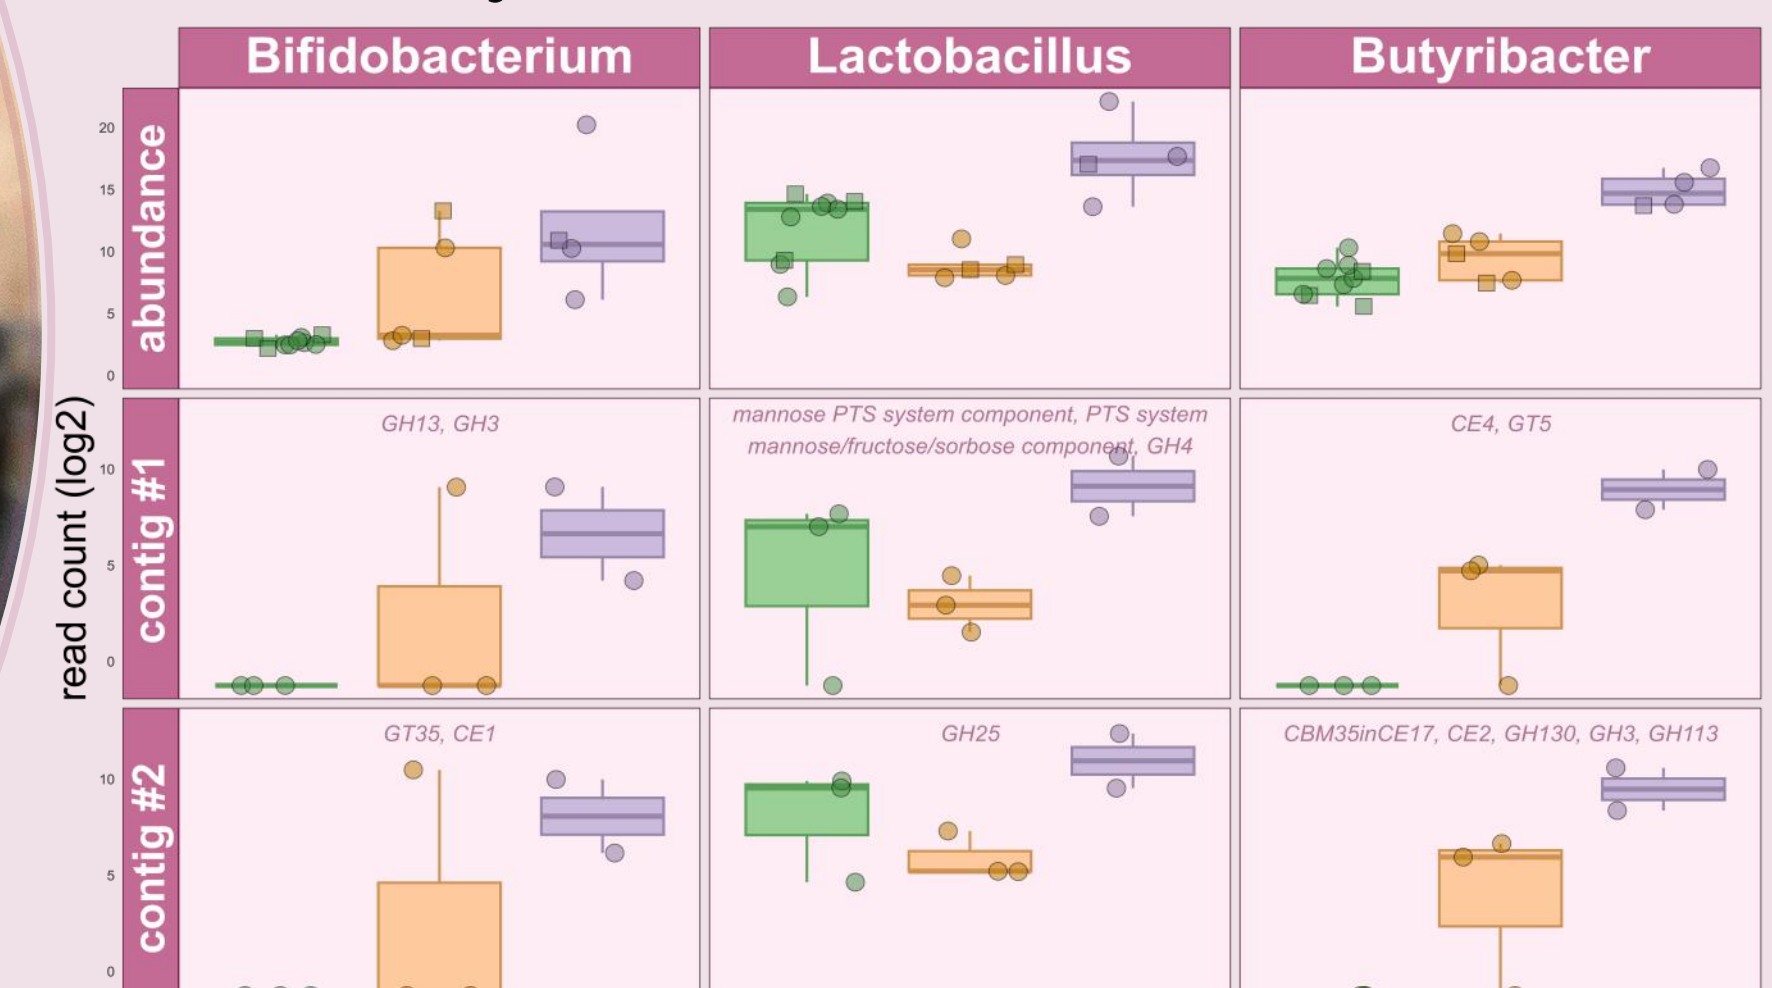 Bifidobacterium
Lactobacillus
Butyribacter
abundance
20
15
10
5
0
read count (log2)
contig #1
GH13, GH3
mannose PTS system component, PTS system
mannose/fructose/sorbose component, GH4
CE4, GT5
10
5
0
contig #2
GT35, CE1
GH25
CBM35inCE17, CE2, GH130, GH3, GH113
10
5
0